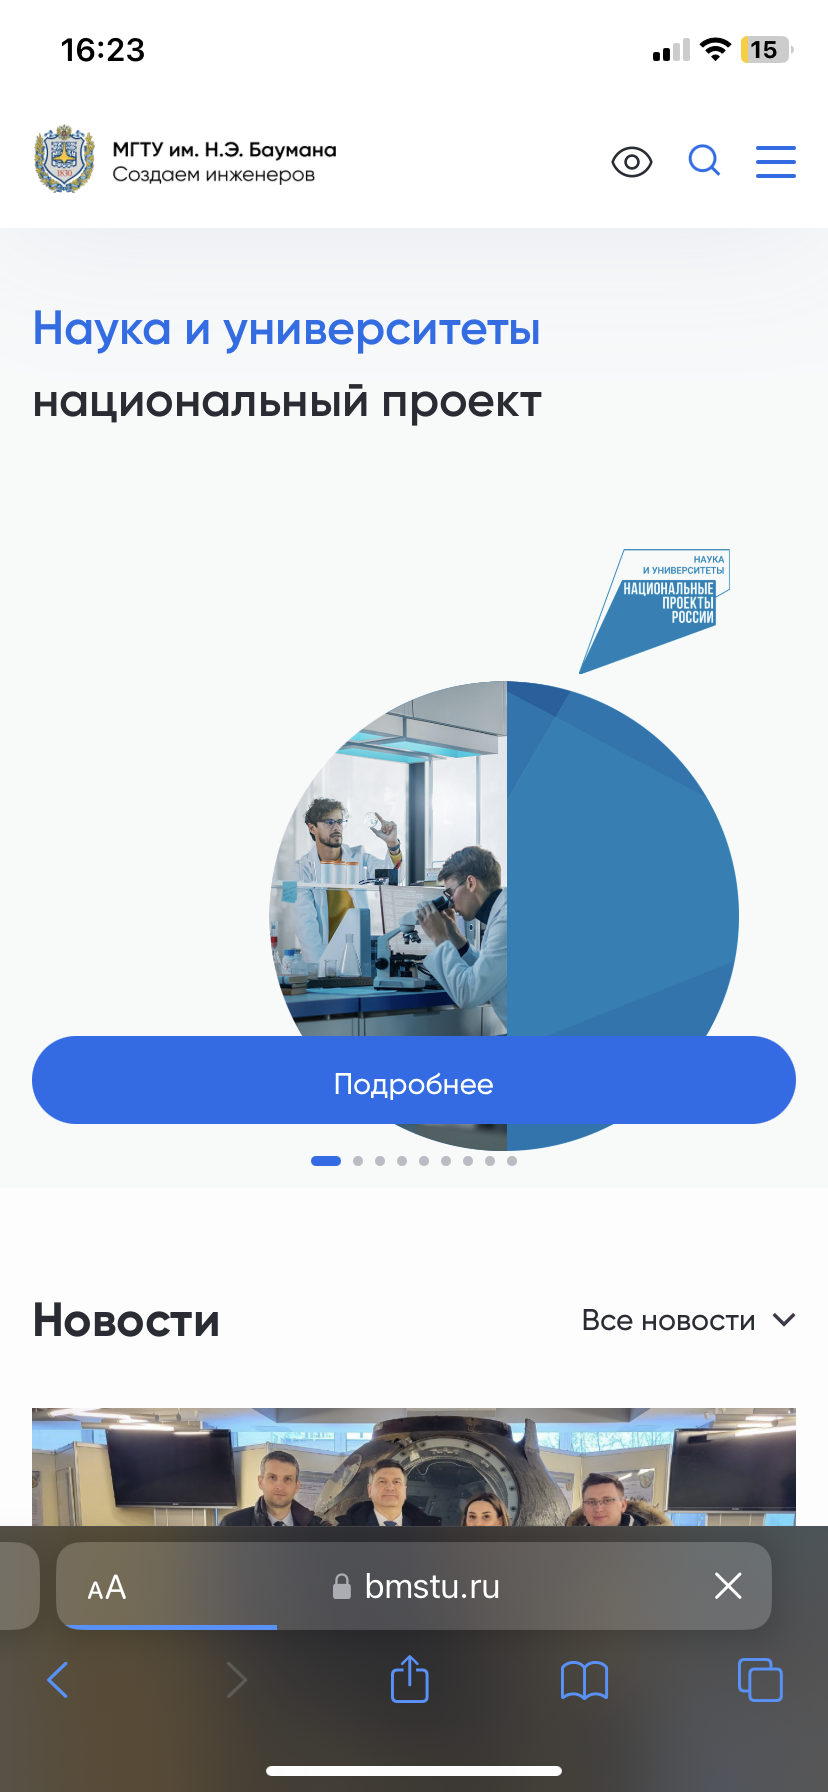 16:23
15
МГТУ им. Н.Э. Баумана
Создаем инженеров
1830
Наука и университеты
национальный проект
НАУКА
И УНИВЕРСИТЕТЫ
НАЦИОНАЛЬНЫЕ
ПРОЕКТЫ
РОССИИ
Подробнее
Новости
Все новости
AA
bmstu.ru